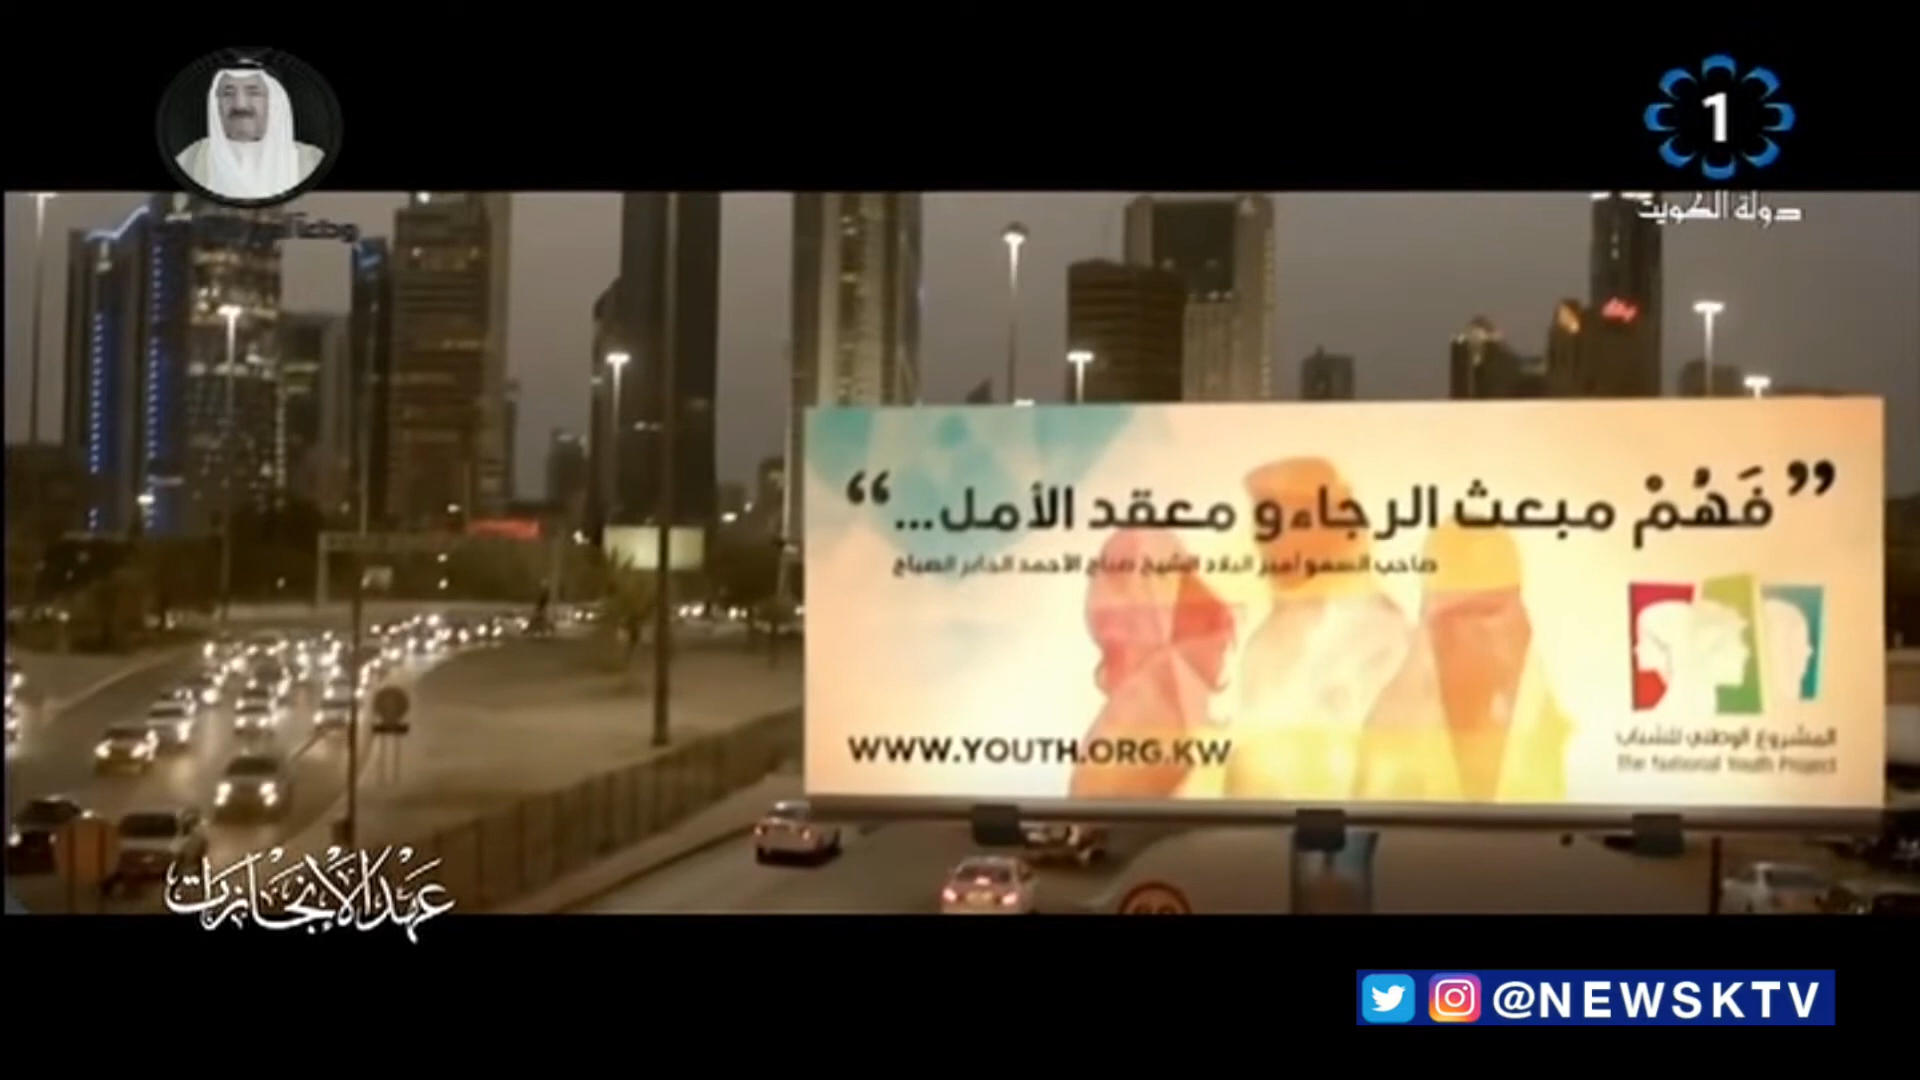 1
دولة الكويت
وداعاً
”فَهُمْ مبعث الرجاء و معقد الأمل...“
صاحب السمو أمير البلاد الشيخ صباح الأحمد الجابر الصباح
WWW.YOUTH.ORG.KW
المشروع الوطني للشباب
The National Youth Project
عهد الإنجازات
@NEWSKTV